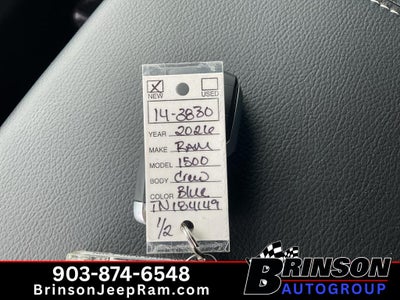 NEW
USED
14-3830
YEAR 2026
MAKE RAM
MODEL 1500
BODY Crew
COLOR Blue
IN184149
1/2
903-874-6548
BrinsonJeepRam.com
BRINSON
AUTOGROUP